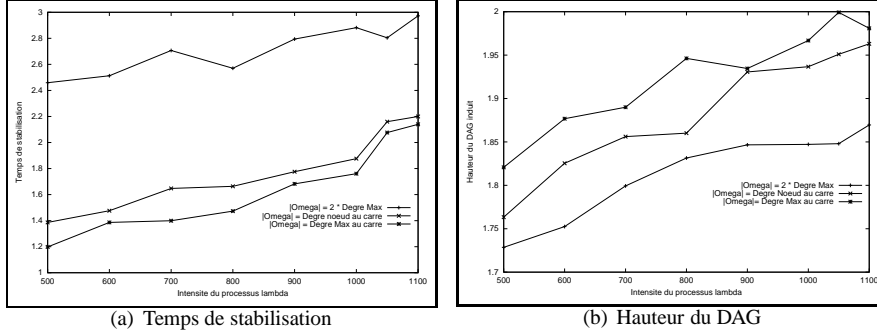 3
2.8
2.6
2.4
2.2
2
1.8
1.6
1.4
1.2
1
Temps de stabilisation
|Omega| = 2 * Degre Max
|Omega| = Degre noeud au carre
|Omega| = Degre Max au carre
500 600 700 800 900 1000 1100
Intensite du processus lambda
(a) Temps de stabilisation
2
1.95
1.9
1.85
1.8
1.75
1.7
Hauteur du DAG induit
|Omega| = 2 * Degre Max
|Omega| = Degre Noeud au carre
|Omega|= Degre Max au carre
500 600 700 800 900 1000 1100
Intensite du processus lambda
(b) Hauteur du DAG